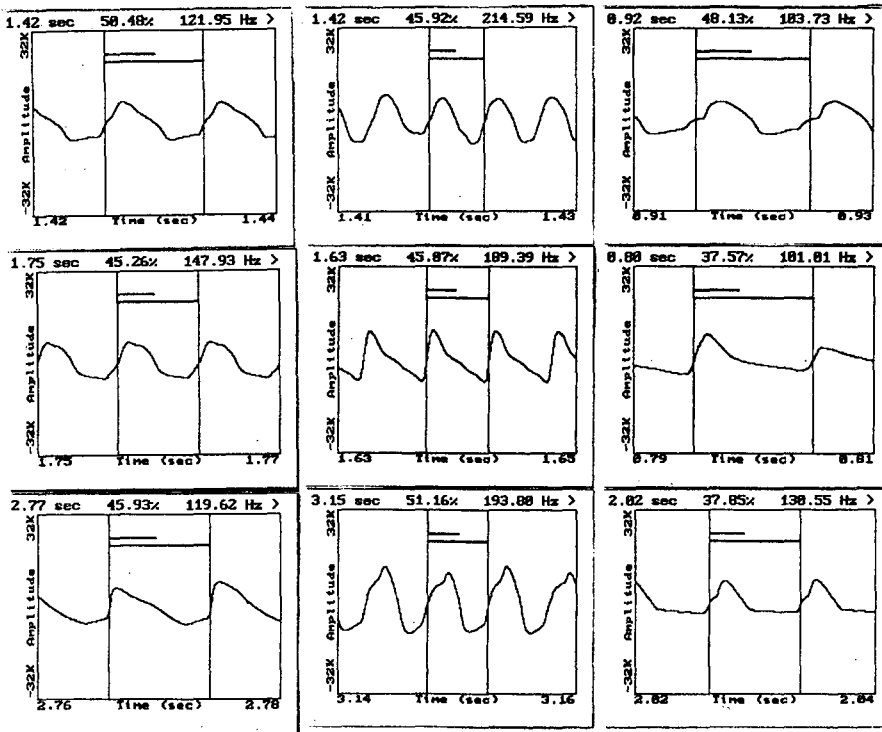 1.42 sec 50.48% 121.95 Hz >
32K
Amplitude
-32K
1.42 Time (sec) 1.44
1.42 sec 45.92% 214.59 Hz >
32K
Amplitude
-32K
1.41 Time (sec) 1.43
0.92 sec 48.13% 103.73 Hz >
32K
Amplitude
-32K
0.91 Time (sec) 0.93
1.75 sec 45.26% 147.93 Hz >
32K
Amplitude
-32K
1.75 Time (sec) 1.77
1.63 sec 45.07% 189.39 Hz >
32K
Amplitude
-32K
1.63 Time (sec) 1.65
0.80 sec 37.57% 101.01 Hz >
32K
Amplitude
-32K
0.79 Time (sec) 0.81
2.77 sec 45.93% 119.62 Hz >
32K
Amplitude
-32K
2.76 Time (sec) 2.78
3.15 sec 51.16% 193.80 Hz >
32K
Amplitude
-32K
3.14 Time (sec) 3.16
2.02 sec 37.85% 130.55 Hz >
32K
Amplitude
-32K
2.02 Time (sec) 2.04